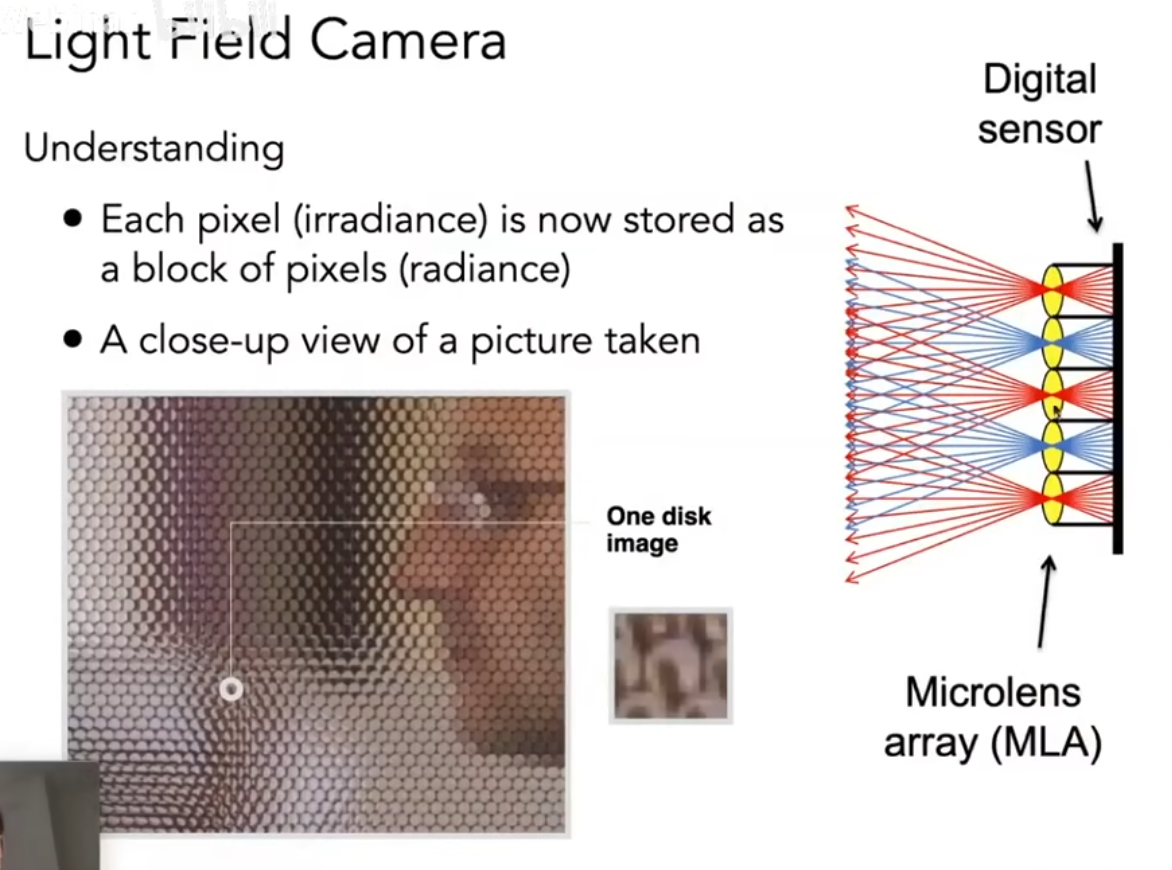 Light Field Camera
Understanding
• Each pixel (irradiance) is now stored as
a block of pixels (radiance)
• A close-up view of a picture taken
One disk
image
Digital
sensor
Microlens
array (MLA)